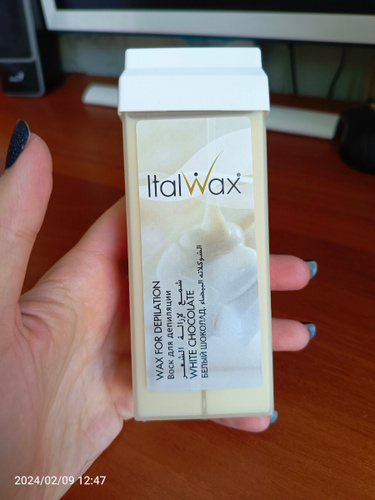 ItalWax®
WAX FOR DEPILATION
Воск для депиляции
شمع لإزالة الشعر
WHITE CHOCOLATE
БЕЛЫЙ ШОКОЛАД
الشوكلاته البيضاء
2024/02/09 12:47